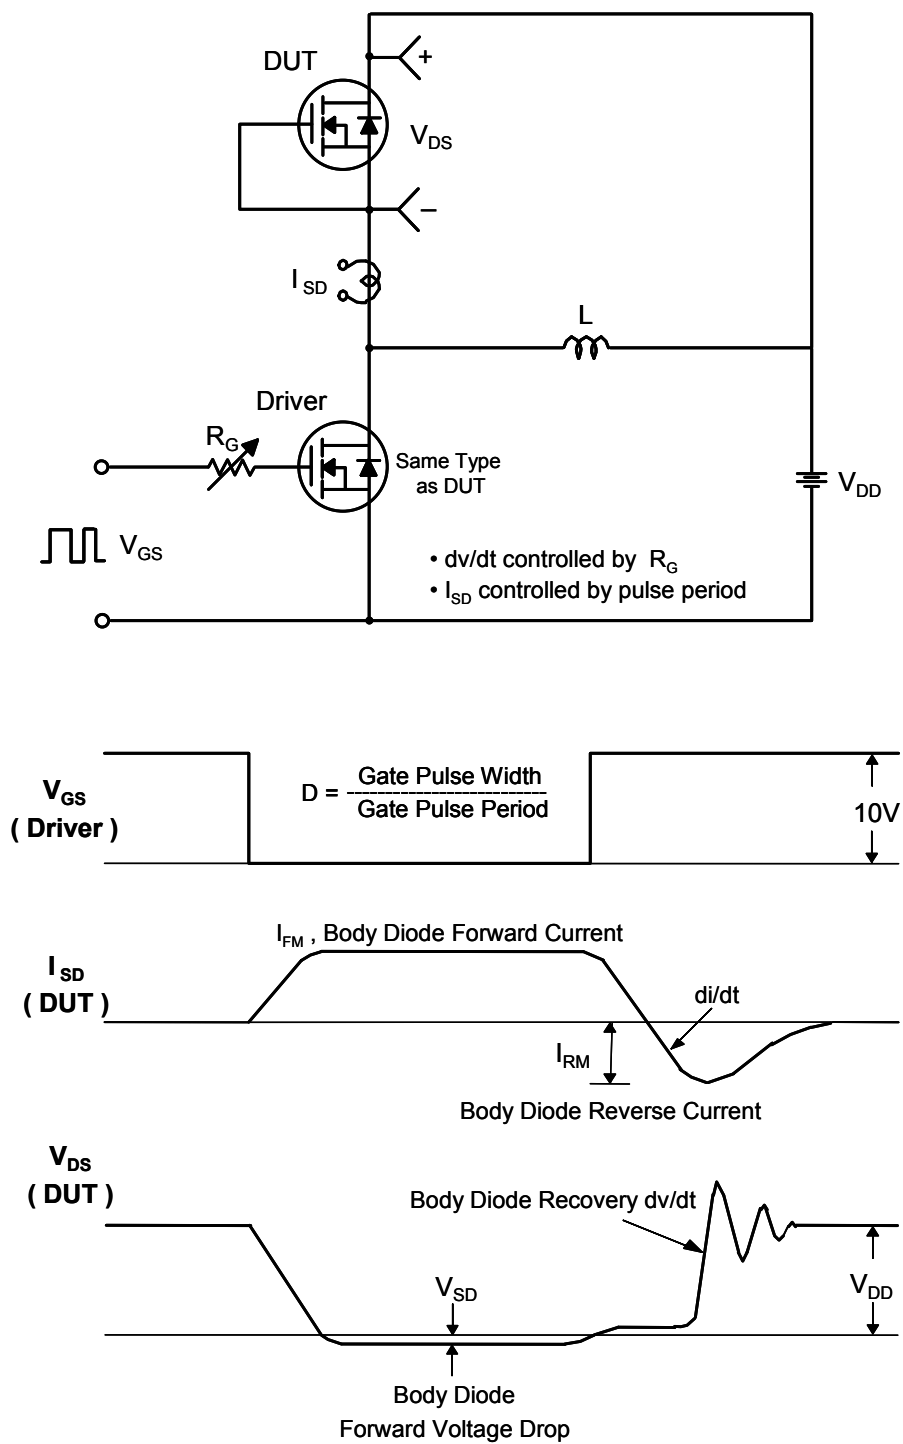 DUT
+
V_DS
–
I_SD
L
Driver
R_G
Same Type
as DUT
V_DD
V_GS
• dv/dt controlled by R_G
• I_SD controlled by pulse period
V_GS
( Driver )
D = Gate Pulse Width
--------------------------
Gate Pulse Period
10V
I_FM , Body Diode Forward Current
I_SD
( DUT )
di/dt
I_RM
Body Diode Reverse Current
V_DS
( DUT )
Body Diode Recovery dv/dt
V_SD
V_DD
Body Diode
Forward Voltage Drop